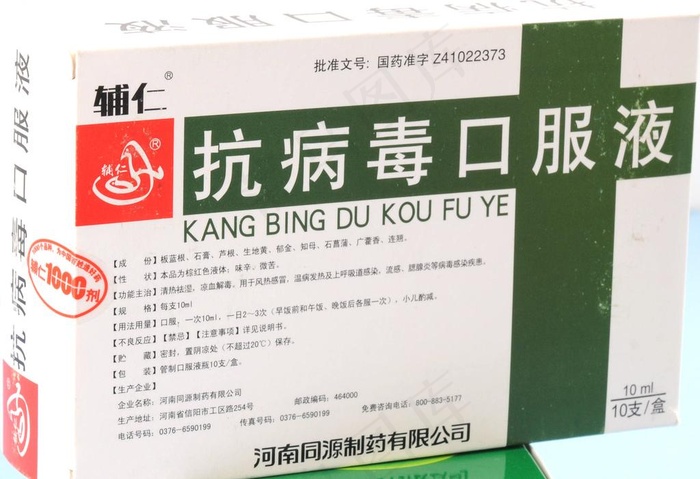 批准文号: 国药准字 Z41022373
辅仁®
辅仁
®
抗病毒口服液
KANG BING DU KOU FU YE
【成 份】板蓝根、石膏、芦根、生地黄、郁金、知母、石菖蒲、广藿香、连翘。
【性 状】本品为棕红色液体;味辛、微苦。
【功能主治】清热祛湿,凉血解毒。用于风热感冒,温病发热及上呼吸道感染,流感、腮腺炎等病毒感染疾患。
【规 格】每支10ml
【用法用量】口服,一次10ml,一日2~3次(早饭前和午饭、晚饭后各服一次),小儿酌减。
【不良反应】【禁忌】【注意事项】详见说明书。
【贮 藏】密封,置阴凉处(不超过20℃)保存。
【包 装】管制口服液瓶10支/盒。
【生产企业】
企业名称:河南同源制药有限公司 邮政编码:464000
生产地址:河南省信阳市工区路254号 免费咨询电话:800-883-5177
电话号码:0376-6590199 传真号码:0376-6590199
河南同源制药有限公司
10 ml
10支/盒
抗病毒口服液
辅仁1000剂
抗病毒口服液